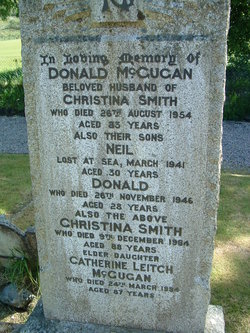 In Loving Memory Of
DONALD McGUGAN
BELOVED HUSBAND OF
CHRISTINA SMITH
WHO DIED 26TH AUGUST 1954
AGED 83 YEARS
ALSO THEIR SONS
NEIL
LOST AT SEA, MARCH 1941
AGED 30 YEARS
DONALD
WHO DIED 26TH NOVEMBER 1946
AGED 28 YEARS
ALSO THE ABOVE
CHRISTINA SMITH
WHO DIED 9TH DECEMBER 1964
AGED 88 YEARS
ELDER DAUGHTER
CATHERINE LEITCH
McGUGAN
WHO DIED 24TH MARCH 1994
AGED 87 YEARS